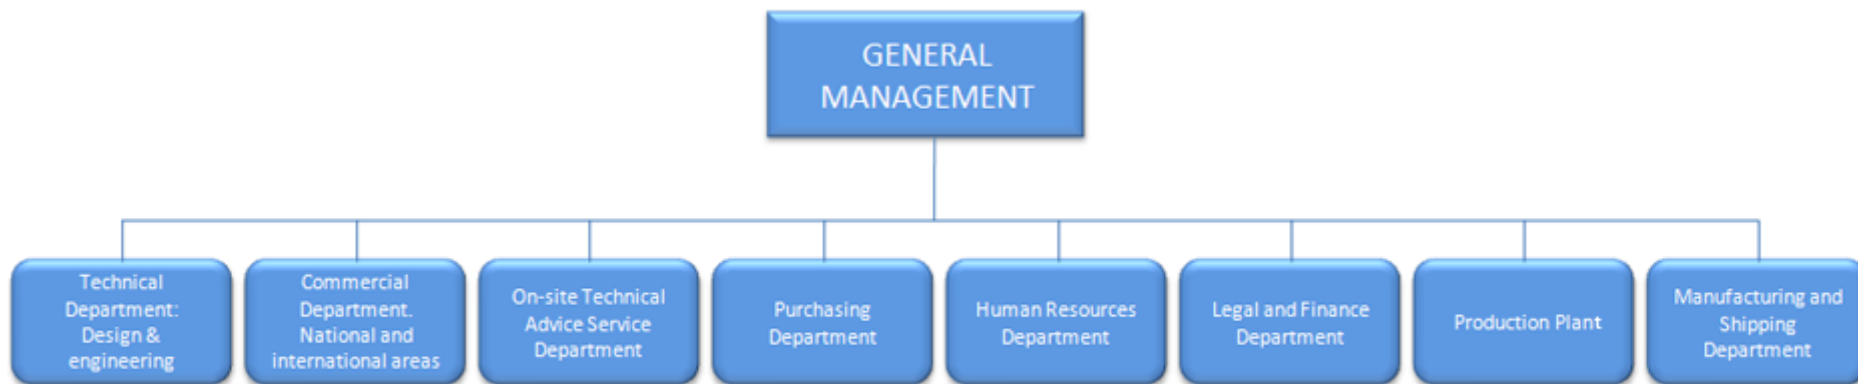 GENERAL
MANAGEMENT
Technical
Department:
Design &
engineering
Commercial
Department.
National and
international areas
On-site Technical
Advice Service
Department
Purchasing
Department
Human Resources
Department
Legal and Finance
Department
Production Plant
Manufacturing and
Shipping
Department